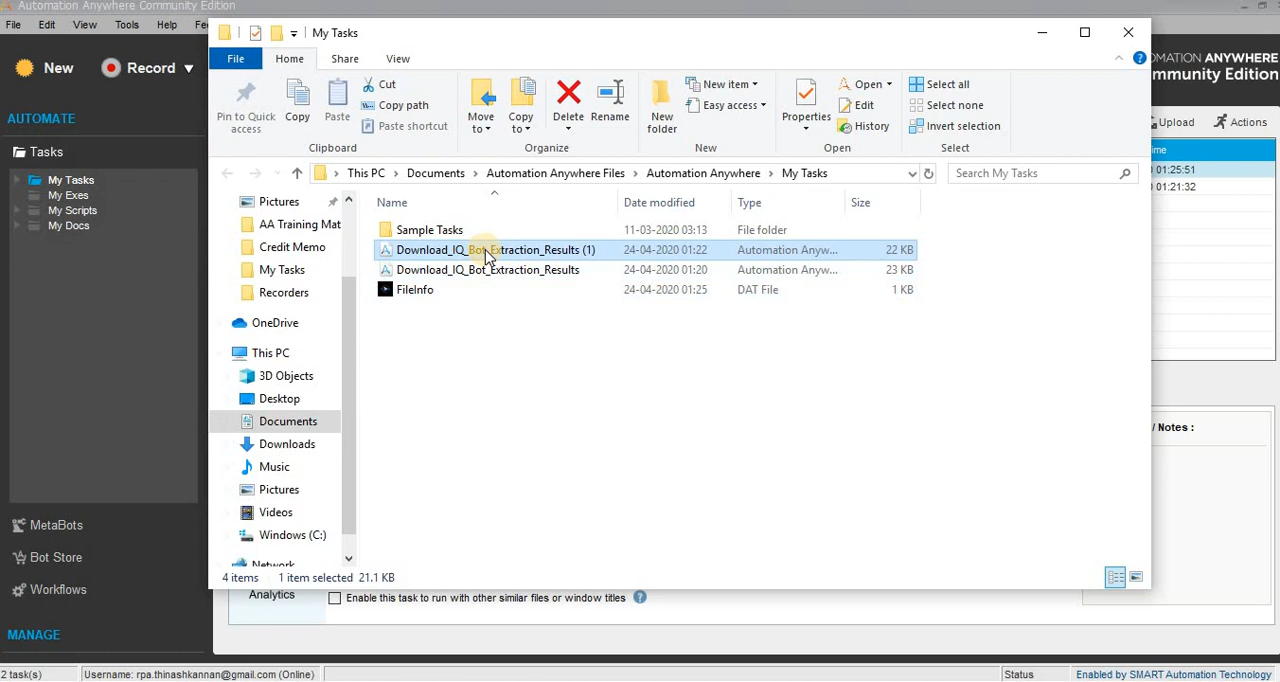 Automation Anywhere Community Edition
File Edit View Tools Help
My Tasks
New
Record
AUTOMATE
Tasks
My Tasks
My Exes
My Scripts
My Docs
MetaBots
Bot Store
Workflows
MANAGE
File Home Share View
Pin to Quick access
Copy
Paste
Cut
Copy path
Paste shortcut
Clipboard
Move to
Copy to
Delete
Rename
Organize
New folder
New item
Easy access
New
Properties
Open
Edit
History
Open
Select all
Select none
Invert selection
Select
This PC > Documents > Automation Anywhere Files > Automation Anywhere > My Tasks
Search My Tasks
Pictures
AA Training Mat
Credit Memo
My Tasks
Recorders
OneDrive
This PC
3D Objects
Desktop
Documents
Downloads
Music
Pictures
Videos
Windows (C:)
Network
Name Date modified Type Size
Sample Tasks 11-03-2020 03:13 File folder
Download_IQ_Bot_Extraction_Results (1) 24-04-2020 01:22 Automation Anyw... 22 KB
Download_IQ_Bot_Extraction_Results 24-04-2020 01:20 Automation Anyw... 23 KB
FileInfo 24-04-2020 01:25 DAT File 1 KB
4 items 1 item selected 21.1 KB
ANYWHERE
Community Edition
Upload Actions
01:25:51
01:21:32
/ Notes :
Analytics
Enable this task to run with other similar files or window titles
2 task(s) Username: rpa.thinashkannan@gmail.com (Online) Status Enabled by SMART Automation Technology